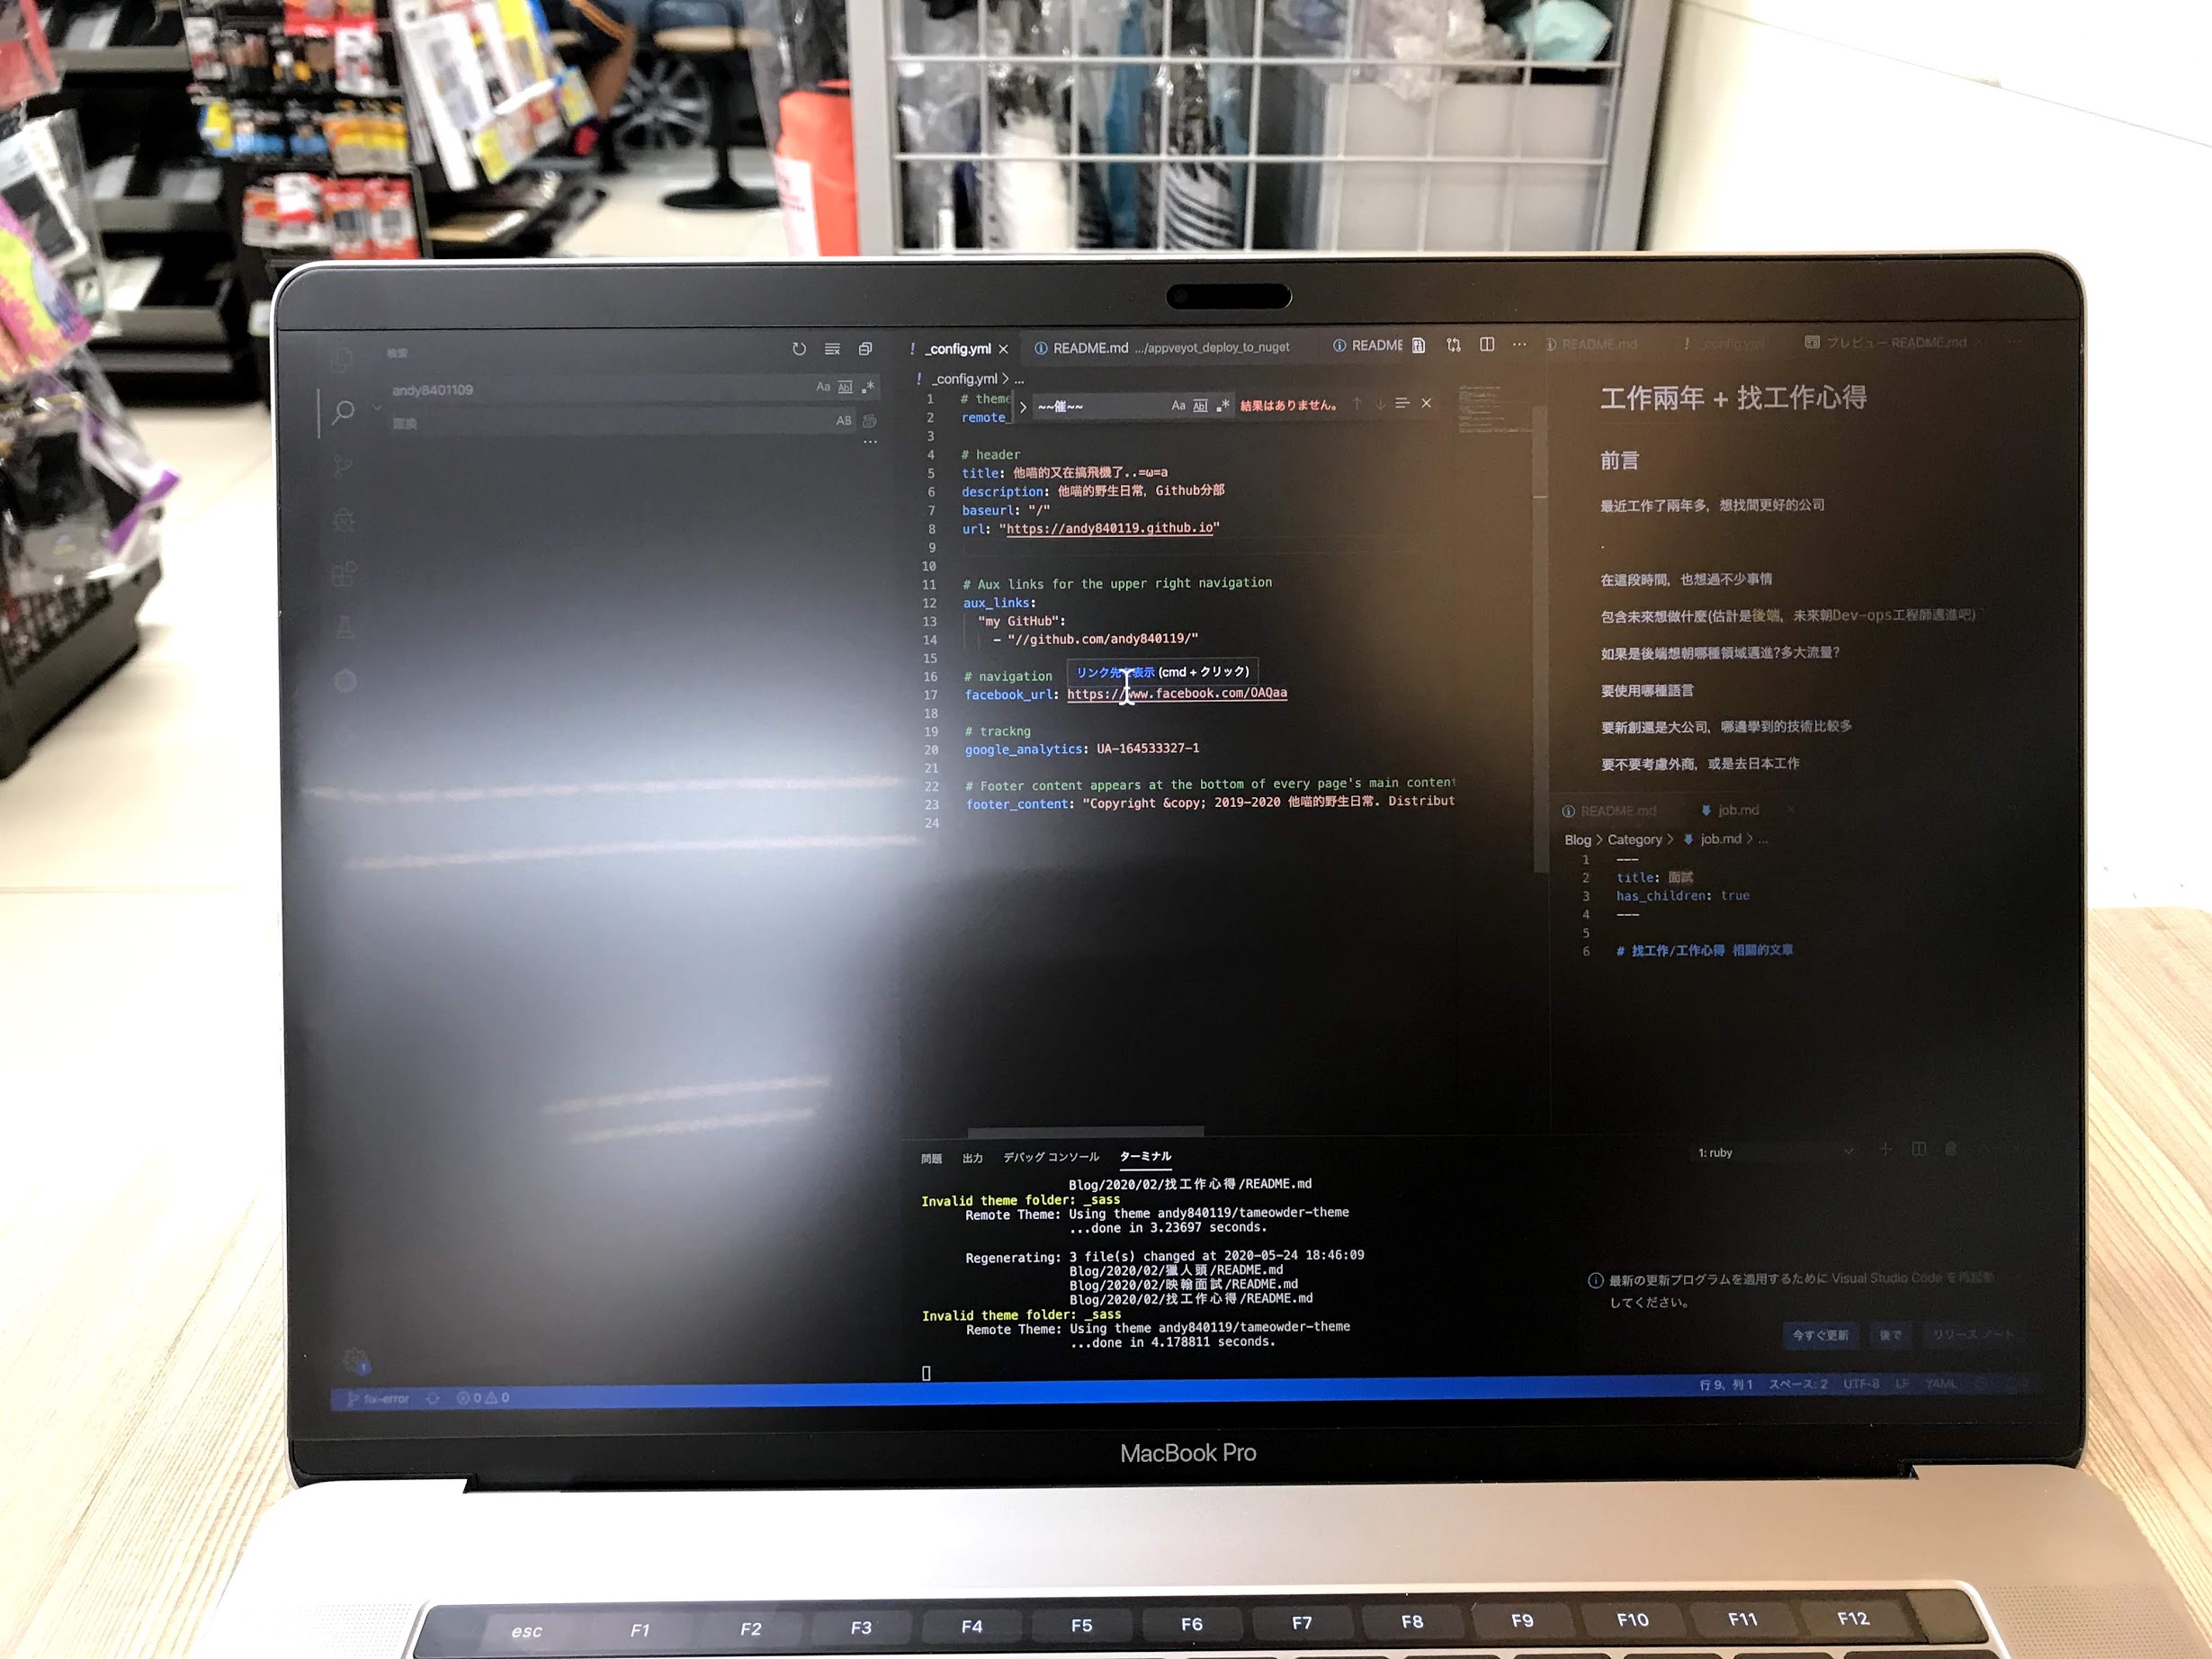 検索
andy8401109
Aa Abl .*
置換
AB
...
! _config.yml ×
README.md .../appveyot_deploy_to_nuget
README
...
README.md
! _config.yml
プレビュー README.md
...
! _config.yml > ...
~~催~~ Aa Abl .* 結果はありません。
1 # theme
2 remote_
3
4 # header
5 title: 他喵的又在搞飛機了..=ω=a
6 description: 他喵的野生日常, Github分部
7 baseurl: "/"
8 url: "https://andy840119.github.io"
9
10
11 # Aux links for the upper right navigation
12 aux_links:
13 "my GitHub":
14 - "//github.com/andy840119/"
15
リンク先を表示 (cmd + クリック)
16 # navigation
17 facebook_url: https://www.facebook.com/OAQaa
18
19 # trackng
20 google_analytics: UA-164533327-1
21
22 # Footer content appears at the bottom of every page's main content
23 footer_content: "Copyright &copy; 2019-2020 他喵的野生日常. Distribut
24
工作兩年 + 找工作心得
前言
最近工作了兩年多, 想找間更好的公司
.
在這段時間, 也想過不少事情
包含未來想做什麼(估計是後端, 未來朝Dev-ops工程師邁進吧)
如果是後端想朝哪種領域邁進?多大流量?
要使用哪種語言
要新創還是大公司, 哪邊學到的技術比較多
要不要考慮外商, 或是去日本工作
README.md
job.md ×
Blog > Category > job.md > ...
1 ---
2 title: 面試
3 has_children: true
4 ---
5
6 # 找工作/工作心得 相關的文章
問題 出力 デバッグ コンソール ターミナル
1: ruby
Blog/2020/02/找工作心得/README.md
Invalid theme folder: _sass
Remote Theme: Using theme andy840119/tameowder-theme
...done in 3.23697 seconds.
Regenerating: 3 file(s) changed at 2020-05-24 18:46:09
Blog/2020/02/獵人頭/README.md
Blog/2020/02/映翰面試/README.md
Blog/2020/02/找工作心得/README.md
Invalid theme folder: _sass
Remote Theme: Using theme andy840119/tameowder-theme
...done in 4.178811 seconds.
最新の更新プログラムを適用するために Visual Studio Code を再起動
してください。
今すぐ更新 後で リリース ノート
1
fix-error 0 0
行 9、列 1 スペース: 2 UTF-8 LF YAML
MacBook Pro
esc F1 F2 F3 F4 F5 F6 F7 F8 F9 F10 F11 F12